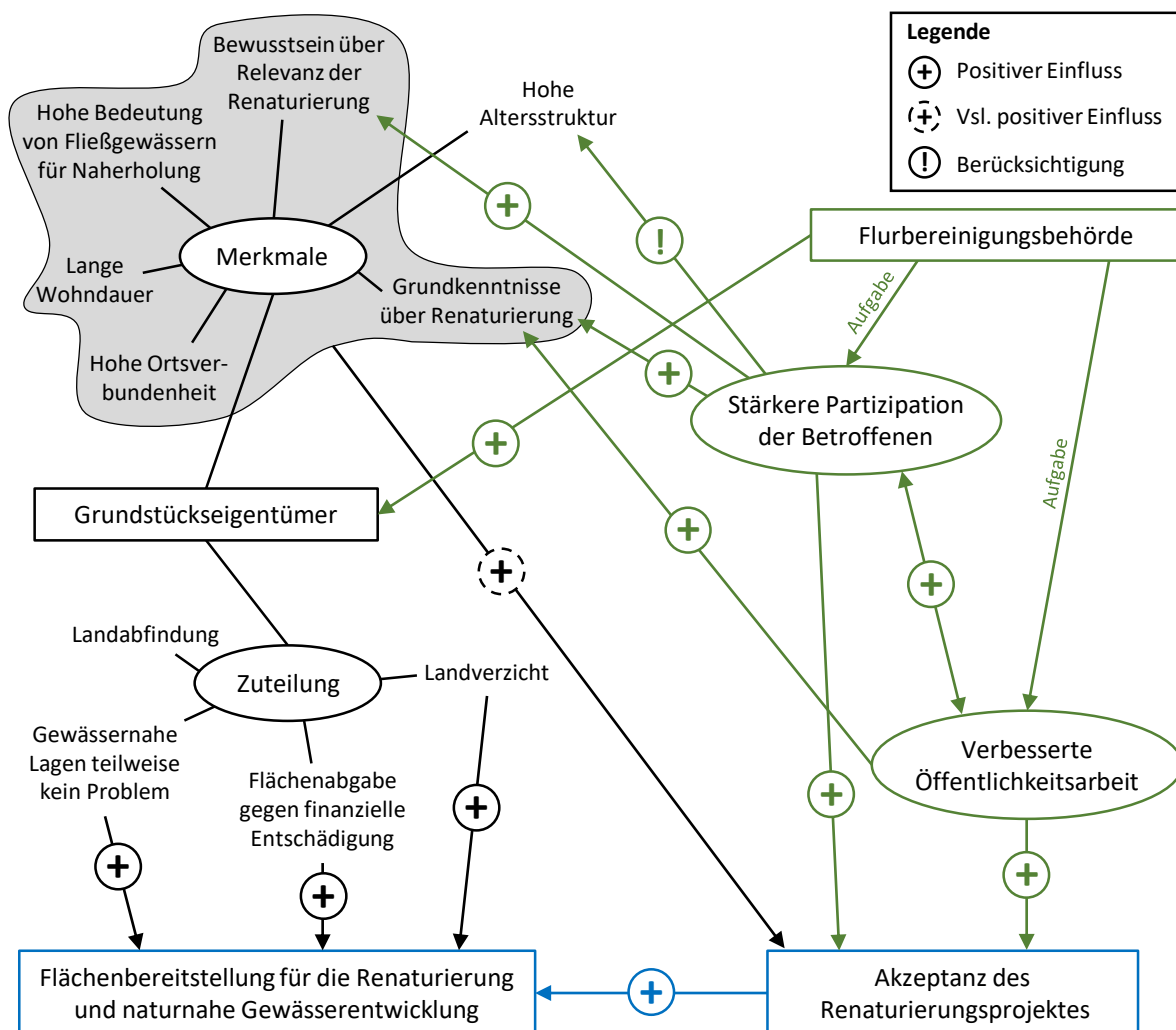 Bewusstsein über
Relevanz der
Renaturierung
Hohe Bedeutung
von Fließgewässern
für Naherholung
Hohe
Altersstruktur
Legende
+ Positiver Einfluss
+ Vsl. positiver Einfluss
! Berücksichtigung
Merkmale
Lange
Wohndauer
Grundkenntnisse
über Renaturierung
Hohe Ortsver-
bundenheit
+
!
+
+
Flurbereinigungsbehörde
Aufgabe
Aufgabe
Stärkere Partizipation
der Betroffenen
Grundstückseigentümer
+
+
+
+
Landabfindung
Zuteilung
Landverzicht
Gewässernahe
Lagen teilweise
kein Problem
Flächenabgabe
gegen finanzielle
Entschädigung
Verbesserte
Öffentlichkeitsarbeit
+
+
+
+
+
Flächenbereitstellung für die Renaturierung
und naturnahe Gewässerentwicklung
+
Akzeptanz des
Renaturierungsprojektes